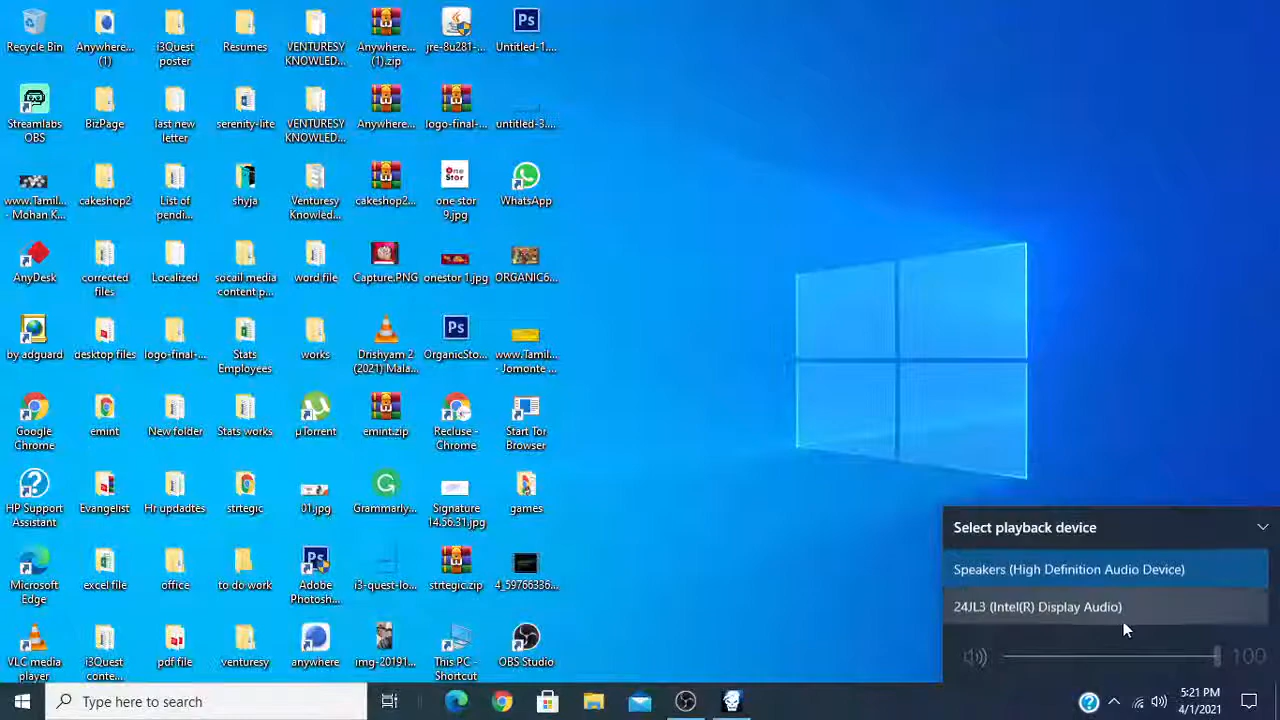 Recycle Bin
Anywhere...
(1)
i3Quest
poster
Resumes
VENTURESY
KNOWLED...
Anywhere...
(1).zip
jre-8u281-...
Untitled-1....
Streamlabs
OBS
BizPage
last new
letter
serenity-lite
VENTURESY
KNOWLED...
Anywhere...
logo-final-...
untitled-3....
www.Tamil...
- Mohan K...
cakeshop2
List of
pendi...
shyja
Venturesy
Knowled...
cakeshop2...
one stor
9.jpg
WhatsApp
AnyDesk
corrected
files
Localized
socail media
content p...
word file
Capture.PNG
onestor 1.jpg
ORGANIC6...
by adguard
desktop files
logo-final-...
Stats
Employees
works
Drishyam 2
(2021) Mala...
OrganicSto...
www.Tamil...
- Jomonte ...
Google
Chrome
emint
New folder
Stats works
µTorrent
emint.zip
Recluse -
Chrome
Start Tor
Browser
HP Support
Assistant
Evangelist
Hr updadtes
strtegic
01.jpg
Grammarly...
Signature
14.56.31.jpg
games
Microsoft
Edge
excel file
office
to do work
Adobe
Photosh...
i3-quest-lo...
strtegic.zip
4_59766336...
VLC media
player
i3Quest
conte...
pdf file
venturesy
anywhere
img-20191...
This PC -
Shortcut
OBS Studio
Select playback device
Speakers (High Definition Audio Device)
24JL3 (Intel(R) Display Audio)
100
Type here to search
5:21 PM
4/1/2021